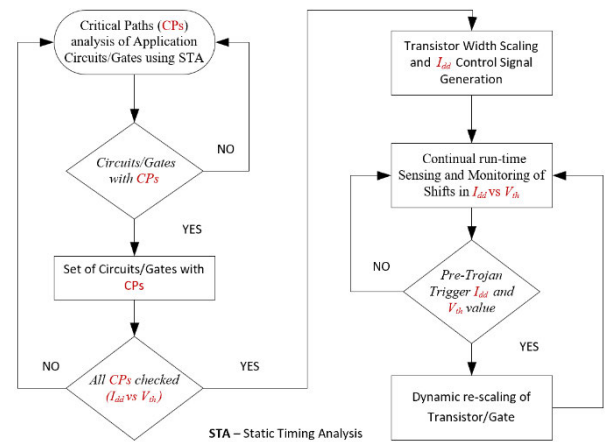 Critical Paths (CPs)
analysis of Application
Circuits/Gates using STA
NO
Circuits/Gates
with CPs
YES
Set of Circuits/Gates with
CPs
NO
YES
All CPs checked
(Idd vs Vth)
Transistor Width Scaling
and Idd Control Signal
Generation
Continual run-time
Sensing and Monitoring of
Shifts in Idd vs Vth
NO
Pre-Trojan
Trigger Idd and
Vth value
YES
Dynamic re-scaling of
Transistor/Gate
STA – Static Timing Analysis